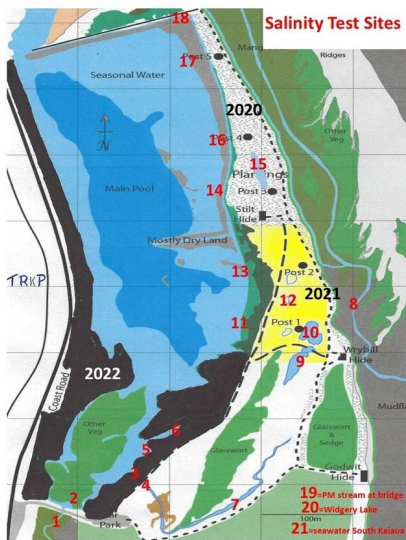 Salinity Test Sites
18
Mang
Ridges
17
Post 5
Seasonal Water
2020
N
16
Post 4
Other
Veg
15
Plantings
Main Pool
14
Post 3
Stilt
Hide
Mostly Dry Land
13
Post 2
TRKP
12
2021
8
11
Post 1
10
Wrybill
Hide
9
2022
Coast Road
Mudfla
Other
Veg
6
5
Glasswort
Glasswort
&
Sedge
3
4
Godwit
Hide
2
7
19=PM stream at bridge
20=Widgery Lake
1
Park
100m
21=seawater South Kaiaua